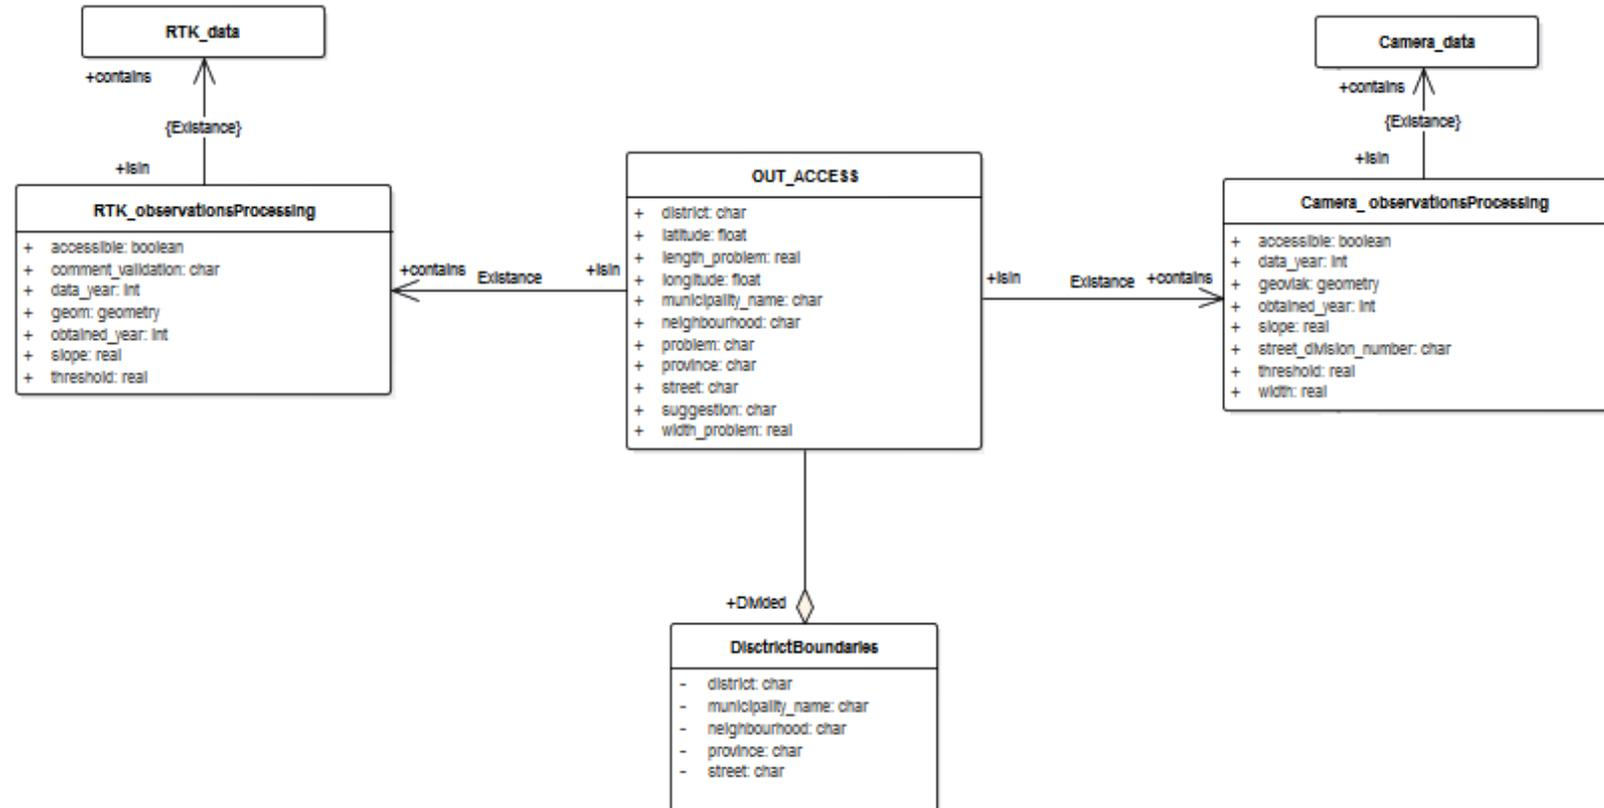 RTK_data
+contains
{Existance}
+isin
RTK_observationsProcessing
+ accessible: boolean
+ comment_validation: char
+ data_year: int
+ geom: geometry
+ obtained_year: int
+ slope: real
+ threshold: real
+contains Existance +isin
OUT_ACCESS
+ district: char
+ latitude: float
+ length_problem: real
+ longitude: float
+ municipality_name: char
+ neighbourhood: char
+ problem: char
+ province: char
+ street: char
+ suggestion: char
+ width_problem: real
+isin Existance +contains
Camera_data
+contains
{Existance}
+isin
Camera_ observationsProcessing
+ accessible: boolean
+ data_year: int
+ geovlak: geometry
+ obtained_year: int
+ slope: real
+ street_division_number: char
+ threshold: real
+ width: real
+Divided
DisctrictBoundaries
- district: char
- municipality_name: char
- neighbourhood: char
- province: char
- street: char